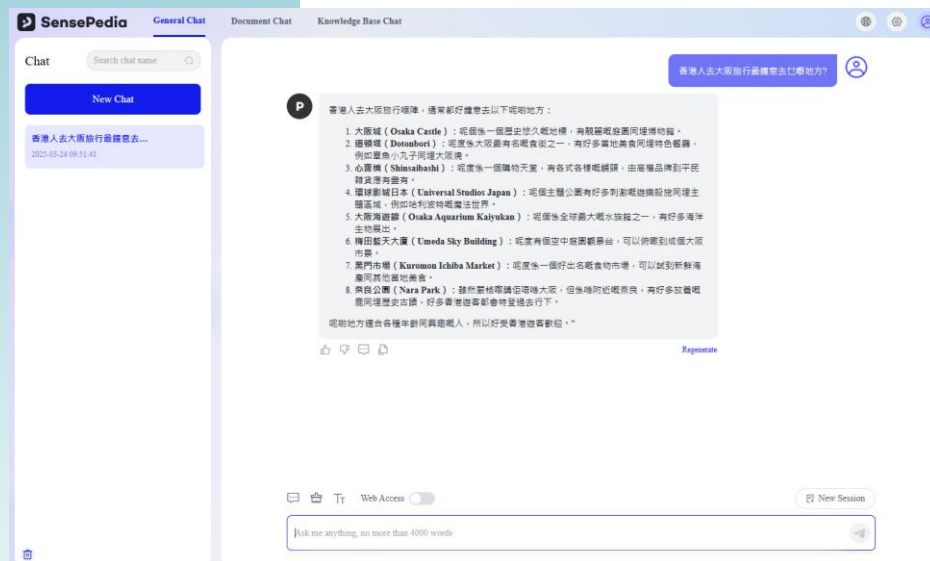 SensePedia
General Chat
Document Chat
Knowledge Base Chat
Chat
Search chat name
New Chat
香港人去大阪旅行最鐘意去...
2025-03-24 09:51:41
香港人去大阪旅行最鐘意去乜嘢地方?
P
香港人去大阪旅行嗰陣，通常都好鐘意去以下呢啲地方：
1. 大阪城（Osaka Castle）：呢個係一個歷史悠久嘅地標，有靚麗嘅庭園同埋博物館。
2. 道頓堀（Dotonbori）：呢度係大阪最有名嘅食街之一，有好多當地美食同埋特色餐廳，
例如章魚小丸子同埋大阪燒。
3. 心齋橋（Shinsaibashi）：呢度係一個購物天堂，有各式各樣嘅舖頭，由高檔品牌到平民
雜貨應有盡有。
4. 環球影城日本（Universal Studios Japan）：呢個主題公園有好多刺激嘅遊樂設施同埋主
題區域，例如哈利波特嘅魔法世界。
5. 大阪海遊館（Osaka Aquarium Kaiyukan）：呢個係全球最大嘅水族館之一，有好多海洋
生物展出。
6. 梅田藍天大廈（Umeda Sky Building）：呢度有個空中庭園觀景台，可以俯瞰到成個大阪
市景。
7. 黑門市場（Kuromon Ichiba Market）：呢度係一個好出名嘅食物市場，可以試到新鮮海
鮮同其他當地美食。
8. 奈良公園（Nara Park）：雖然嚴格嚟講佢唔喺大阪，但係喺附近嘅奈良，有好多放養嘅
鹿同埋歷史古蹟，好多香港遊客都會特登過去行下。
呢啲地方適合各種年齡同興趣嘅人，所以好受香港遊客歡迎。"
Regenerate
Web Access
New Session
Ask me anything, no more than 4000 words